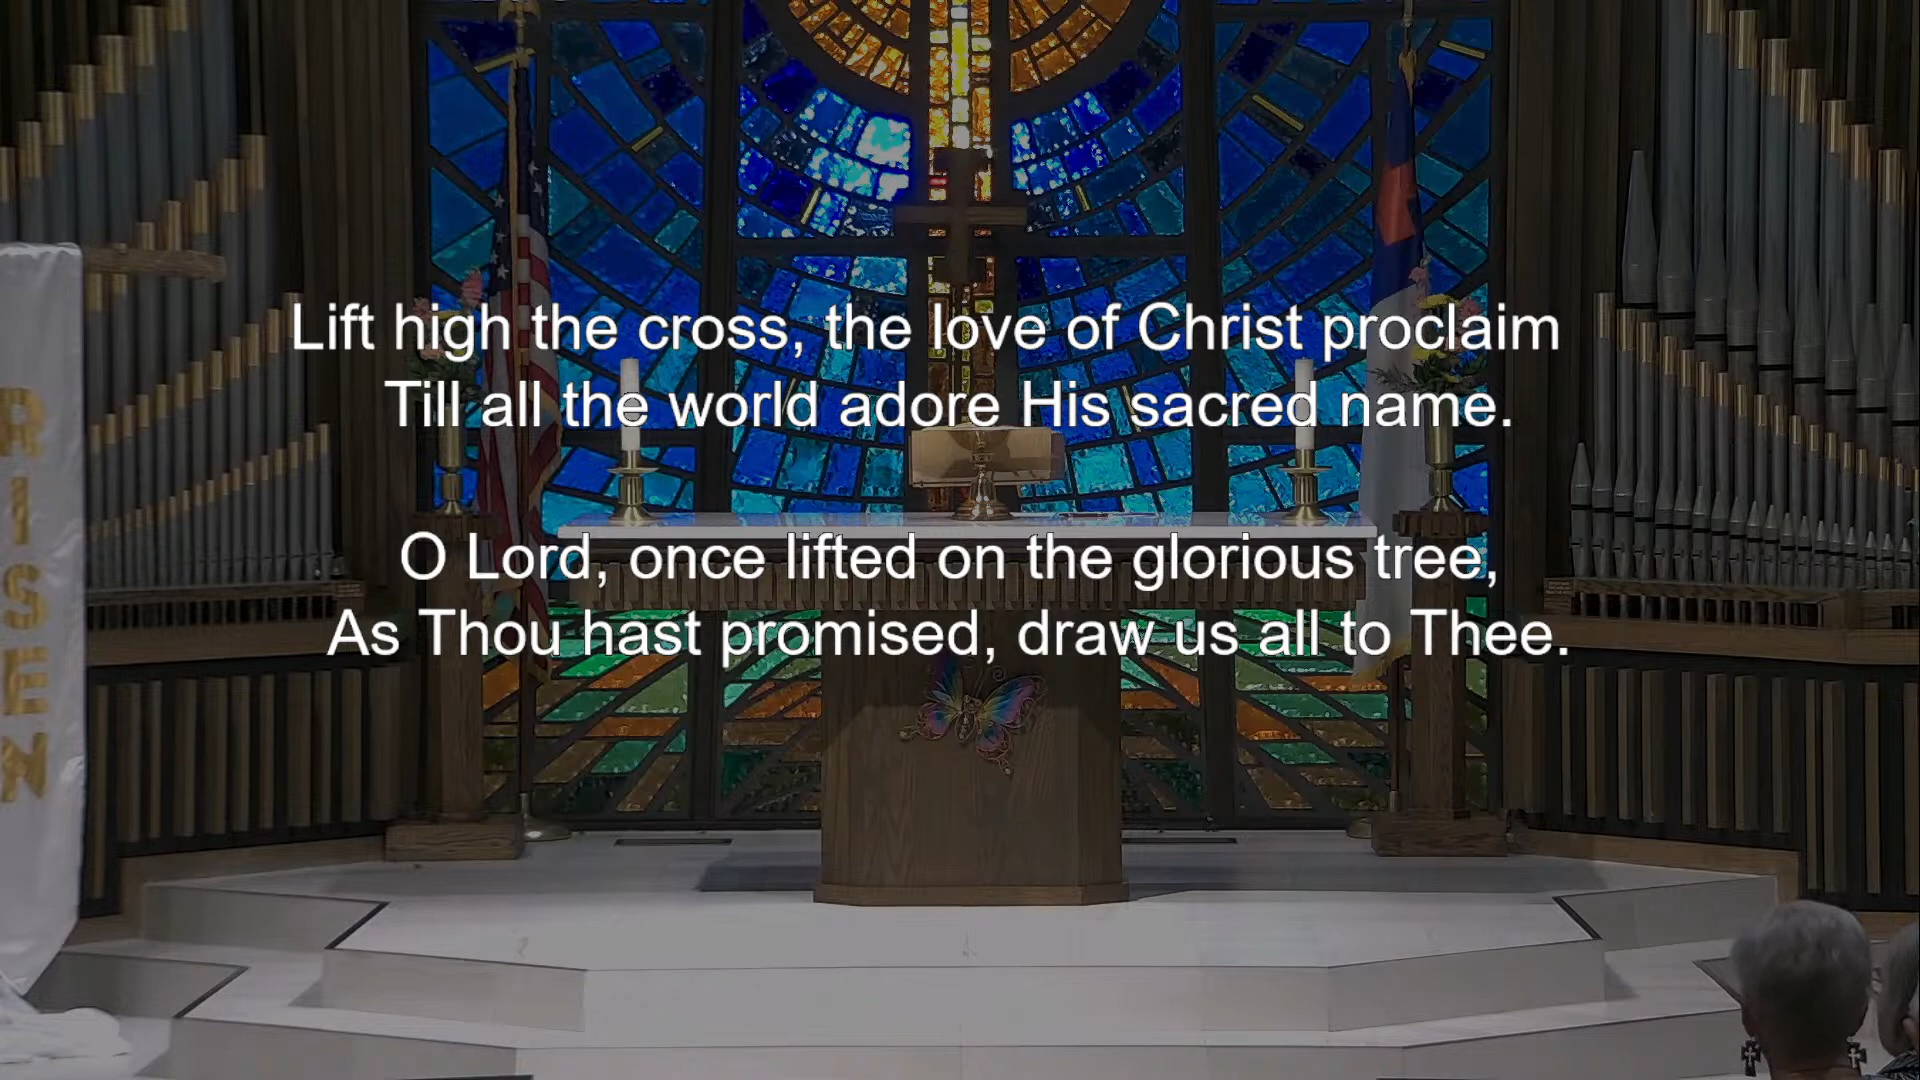 Lift high the cross, the love of Christ proclaim
Till all the world adore His sacred name.
O Lord, once lifted on the glorious tree,
As Thou hast promised, draw us all to Thee.
RISEN